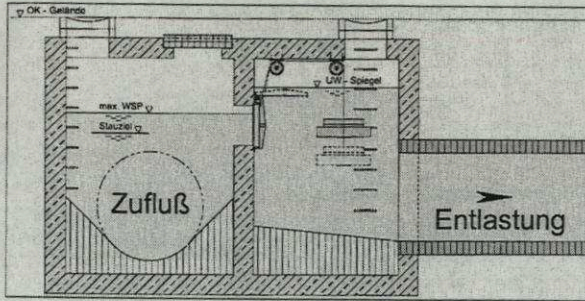 OK - Gelände
UW - Spiegel
max. WSP
Stauziel
Zufluß
Entlastung